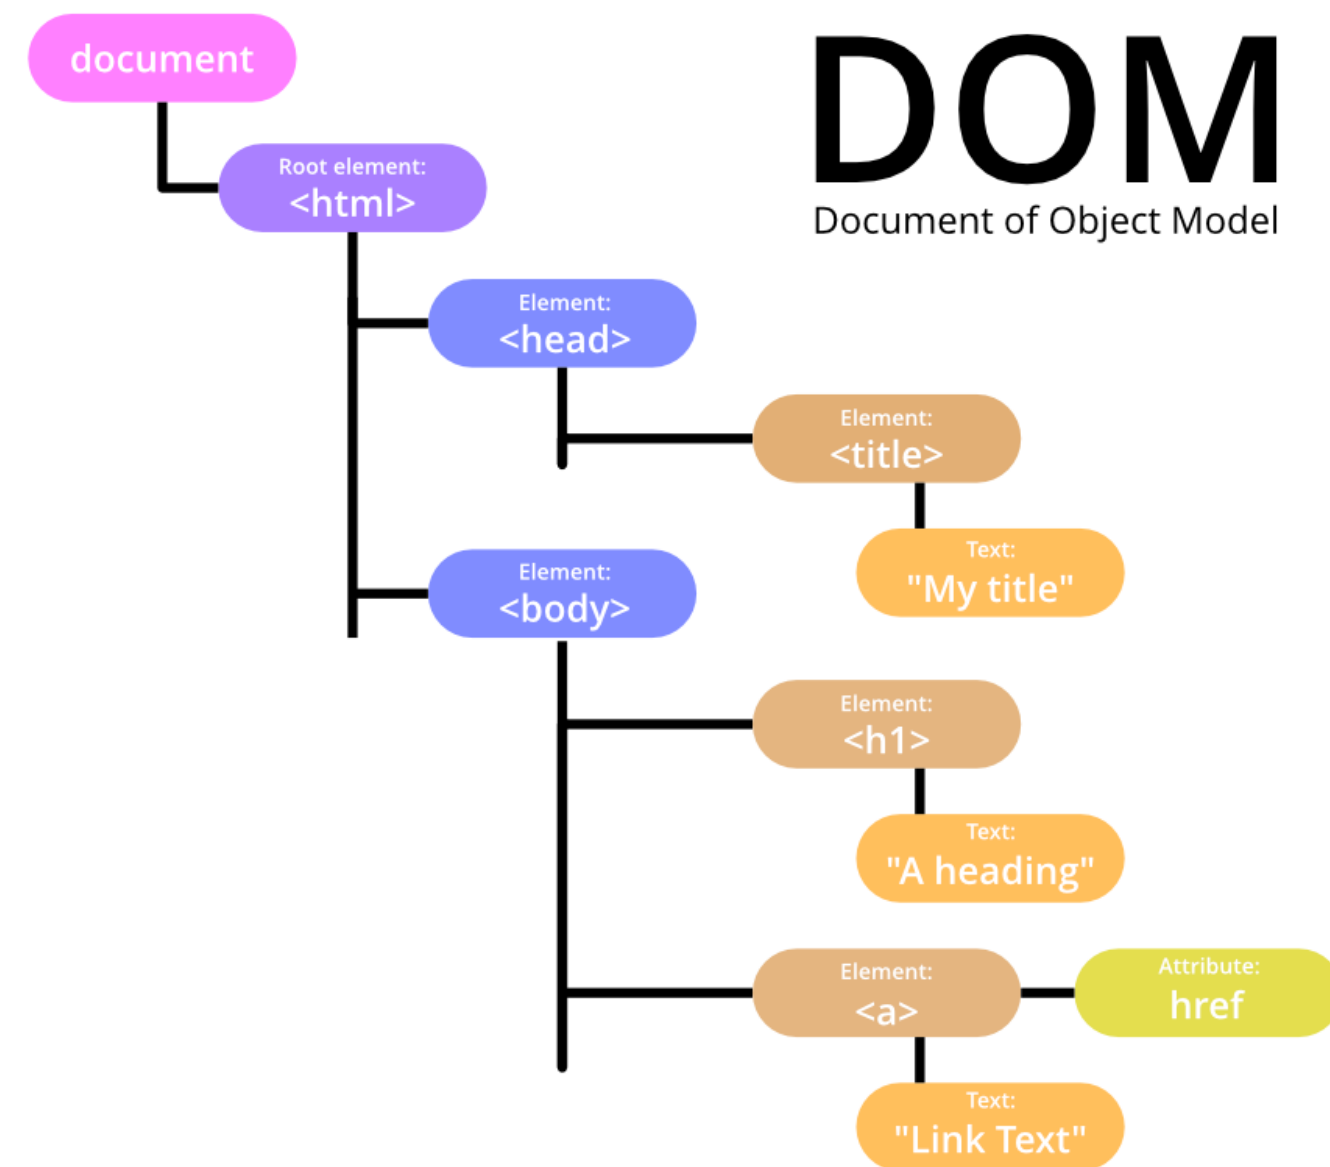 document
DOM
Document of Object Model
Root element:
<html>
Element:
<head>
Element:
<title>
Text:
"My title"
Element:
<body>
Element:
<h1>
Text:
"A heading"
Element:
<a>
Attribute:
href
Text:
"Link Text"